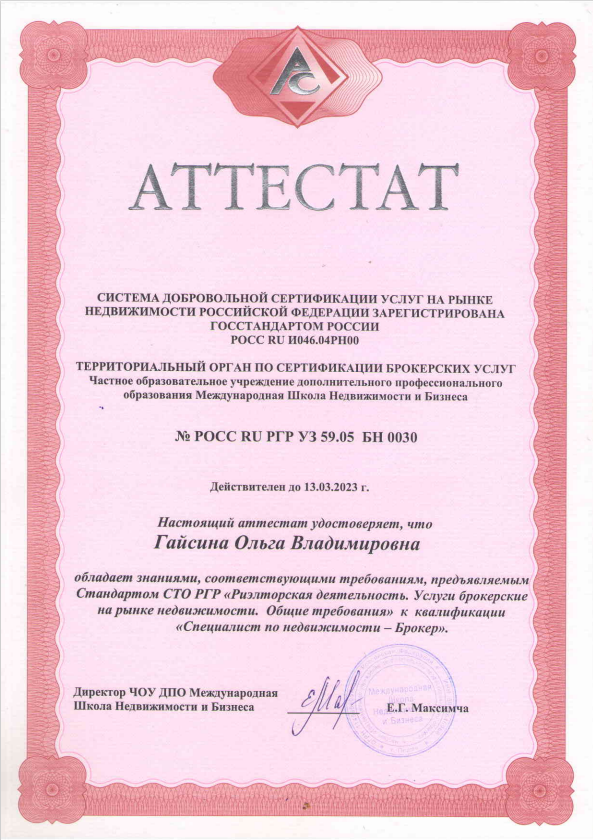 АС
АТТЕСТАТ
СИСТЕМА ДОБРОВОЛЬНОЙ СЕРТИФИКАЦИИ УСЛУГ НА РЫНКЕ
НЕДВИЖИМОСТИ РОССИЙСКОЙ ФЕДЕРАЦИИ ЗАРЕГИСТРИРОВАНА
ГОССТАНДАРТОМ РОССИИ
РОСС RU И046.04РН00
ТЕРРИТОРИАЛЬНЫЙ ОРГАН ПО СЕРТИФИКАЦИИ БРОКЕРСКИХ УСЛУГ
Частное образовательное учреждение дополнительного профессионального
образования Международная Школа Недвижимости и Бизнеса
№ РОСС RU РГР УЗ 59.05 БН 0030
Действителен до 13.03.2023 г.
Настоящий аттестат удостоверяет, что
Гайсина Ольга Владимировна
обладает знаниями, соответствующими требованиям, предъявляемым
Стандартом СТО РГР «Риэлторская деятельность. Услуги брокерские
на рынке недвижимости. Общие требования» к квалификации
«Специалист по недвижимости – Брокер».
Директор ЧОУ ДПО Международная
Школа Недвижимости и Бизнеса
Е.Г. Максимча
Международная
Школа
и Бизнеса